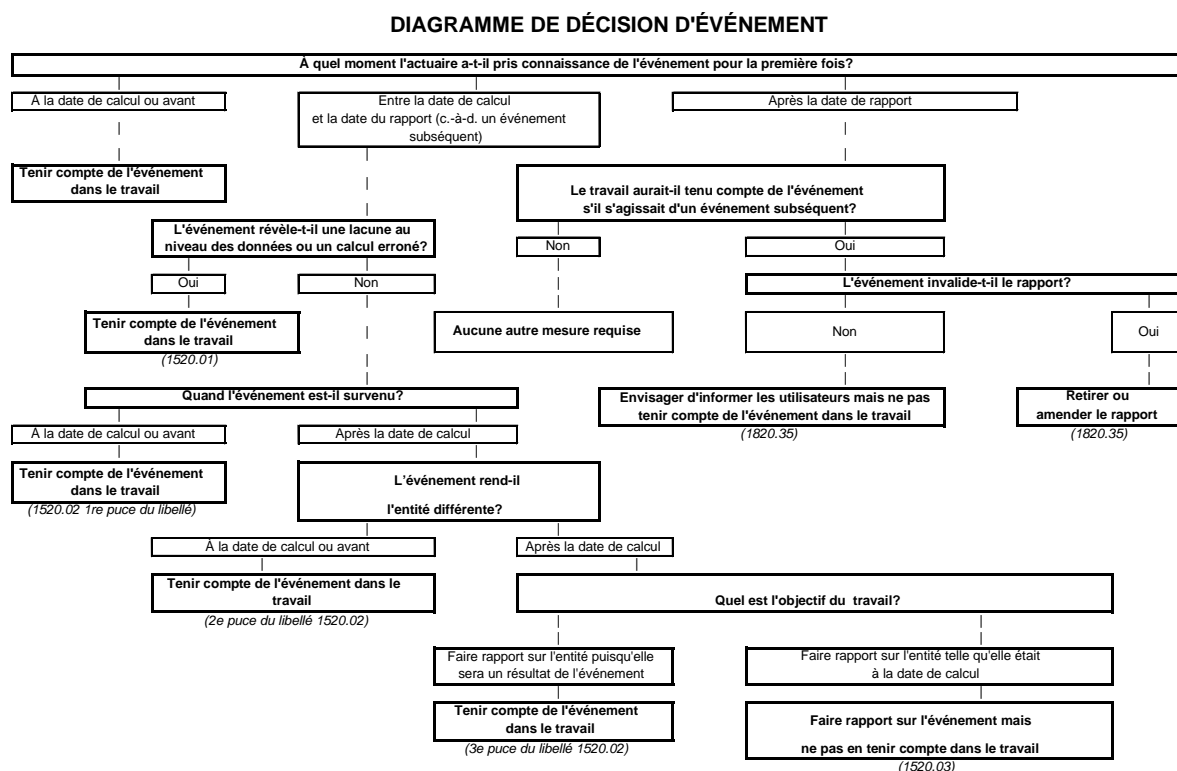 DIAGRAMME DE DÉCISION D'ÉVÉNEMENT
À quel moment l'actuaire a-t-il pris connaissance de l'événement pour la première fois?
À la date de calcul ou avant
Entre la date de calcul
et la date du rapport (c.-à-d. un événement
subséquent)
Après la date de rapport
Tenir compte de l'événement
dans le travail
Le travail aurait-il tenu compte de l'événement
s'il s'agissait d'un événement subséquent?
L'événement révèle-t-il une lacune au
niveau des données ou un calcul erroné?
Non
Oui
Oui
Non
L'événement invalide-t-il le rapport?
Tenir compte de l'événement
dans le travail
(1520.01)
Aucune autre mesure requise
Non
Oui
Quand l'événement est-il survenu?
Envisager d'informer les utilisateurs mais ne pas
tenir compte de l'événement dans le travail
(1820.35)
Retirer ou
amender le rapport
(1820.35)
À la date de calcul ou avant
Après la date de calcul
Tenir compte de l'événement
dans le travail
(1520.02 1re puce du libellé)
L'événement rend-il
l'entité différente?
À la date de calcul ou avant
Après la date de calcul
Tenir compte de l'événement dans le
travail
(2e puce du libellé 1520.02)
Quel est l'objectif du travail?
Faire rapport sur l'entité puisqu'elle
sera un résultat de l'événement
Faire rapport sur l'entité telle qu'elle était
à la date de calcul
Tenir compte de l'événement
dans le travail
(3e puce du libellé 1520.02)
Faire rapport sur l'événement mais
ne pas en tenir compte dans le travail
(1520.03)